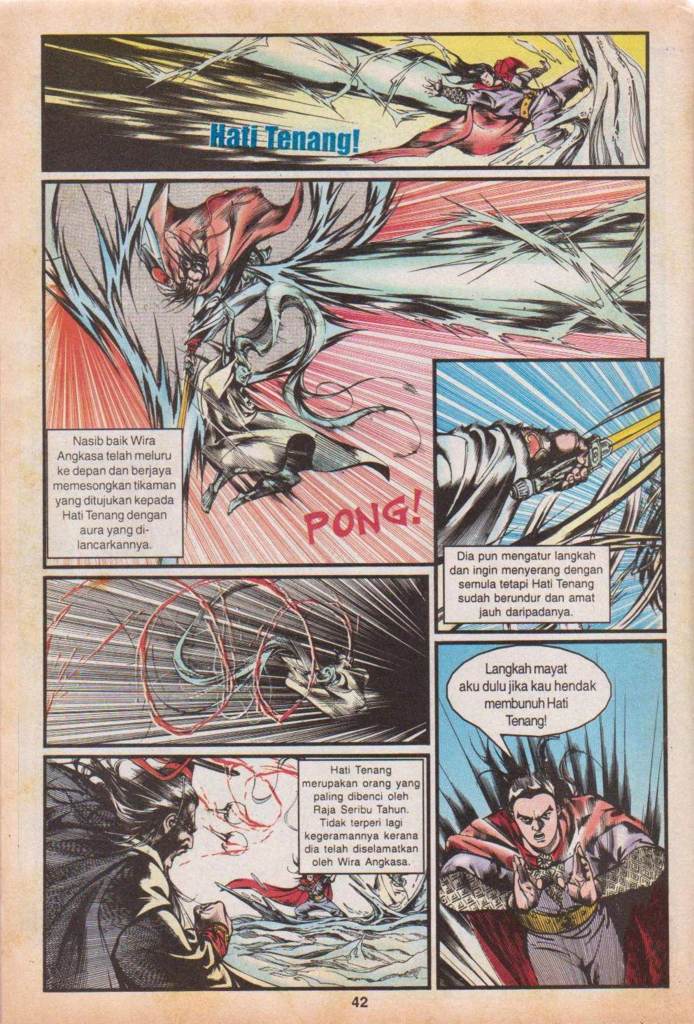 Hati Tenang!
Nasib baik Wira
Angkasa telah meluru
ke depan dan berjaya
memesongkan tikaman
yang ditujukan kepada
Hati Tenang dengan
aura yang di-
lancarkannya.
PONG!
Dia pun mengatur langkah
dan ingin menyerang dengan
semula tetapi Hati Tenang
sudah berundur dan amat
jauh daripadanya.
Hati Tenang
merupakan orang yang
paling dibenci oleh
Raja Seribu Tahun.
Tidak terperi lagi
kegeramannya kerana
dia telah diselamatkan
oleh Wira Angkasa.
Langkah mayat
aku dulu jika kau hendak
membunuh Hati
Tenang!
42